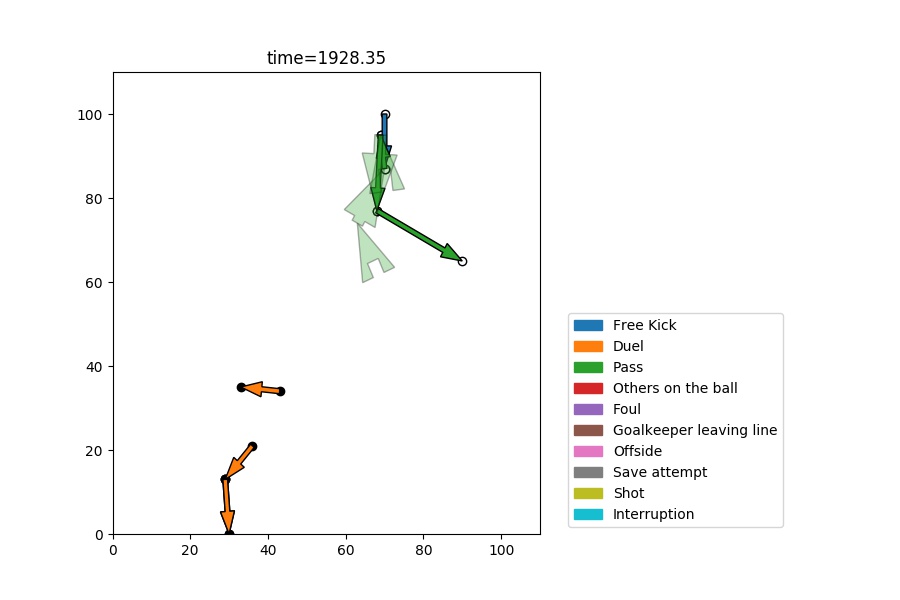 time=1928.35
100
80
60
40
20
0
0 20 40 60 80 100
Free Kick
Duel
Pass
Others on the ball
Foul
Goalkeeper leaving line
Offside
Save attempt
Shot
Interruption